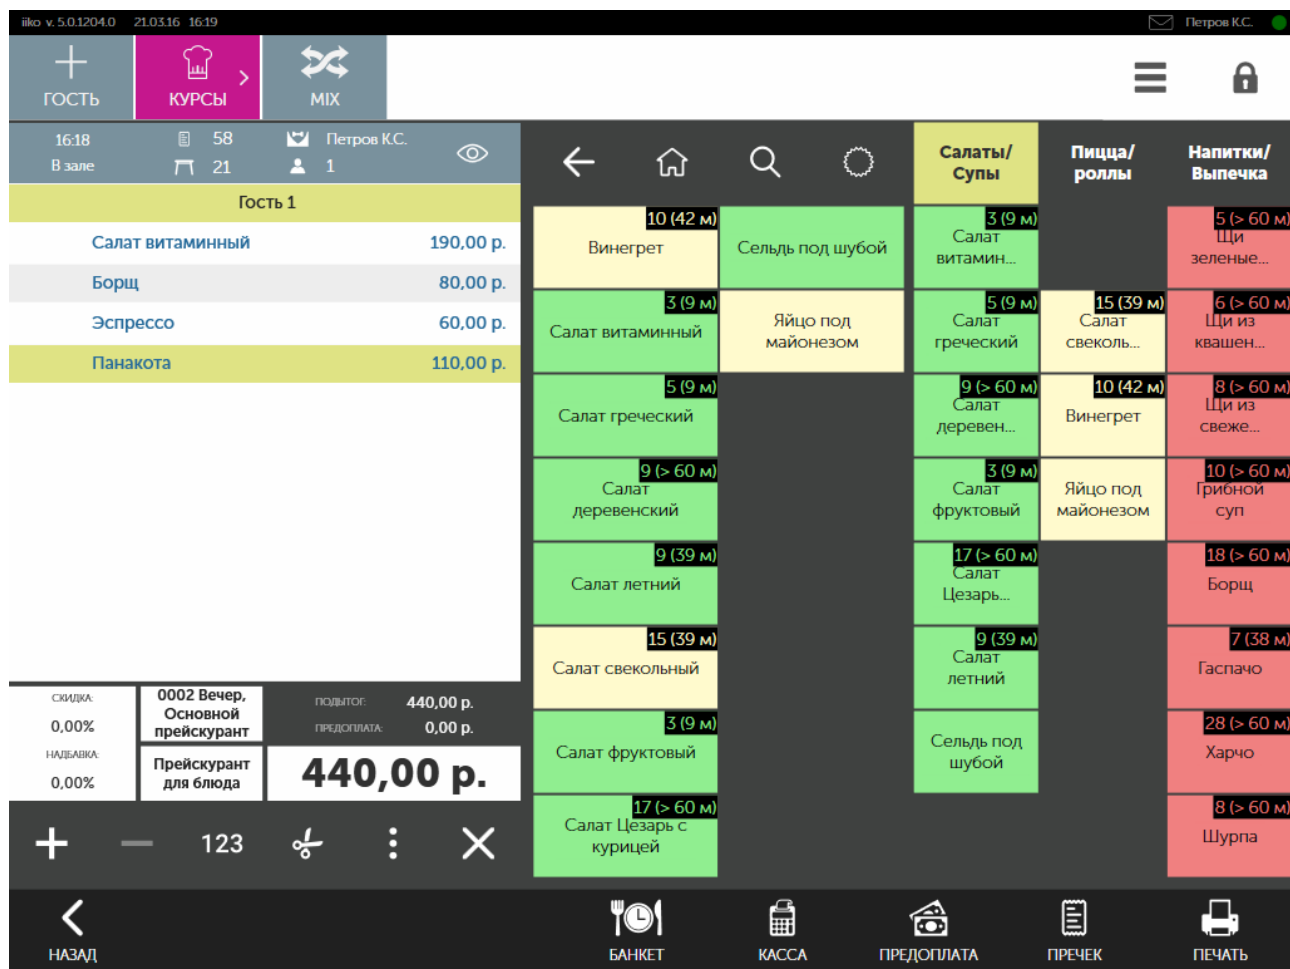 iiko v. 5.0.1204.0 21.03.16 16:19 Петров К.С.
ГОСТЬ КУРСЫ MIX
16:18 58 Петров К.С.
В зале 21 1
Гость 1
Салат витаминный 190,00 р.
Борщ 80,00 р.
Эспрессо 60,00 р.
Панакота 110,00 р.
СКИДКА:
0,00%
НАДБАВКА:
0,00%
0002 Вечер,
Основной
прейскурант
Прейскурант
для блюда
ПОДЫТОГ: 440,00 р.
ПРЕДОПЛАТА: 0,00 р.
440,00 р.
123
Салаты/
Супы
Пицца/
роллы
Напитки/
Выпечка
10 (42 м)
Винегрет
Сельдь под шубой
3 (9 м)
Салат витаминный
Яйцо под
майонезом
5 (9 м)
Салат греческий
9 (> 60 м)
Салат
деревенский
9 (39 м)
Салат летний
15 (39 м)
Салат свекольный
3 (9 м)
Салат фруктовый
17 (> 60 м)
Салат Цезарь с
курицей
3 (9 м)
Салат
витамин...
5 (9 м)
Салат
греческий
9 (> 60 м)
Салат
деревен...
3 (9 м)
Салат
фруктовый
17 (> 60 м)
Салат
Цезарь...
9 (39 м)
Салат
летний
Сельдь под
шубой
15 (39 м)
Салат
свеколь...
10 (42 м)
Винегрет
Яйцо под
майонезом
5 (> 60 м)
Щи
зеленые...
6 (> 60 м)
Щи из
квашен...
8 (> 60 м)
Щи из
свеже...
10 (> 60 м)
Грибной
суп
18 (> 60 м)
Борщ
7 (38 м)
Гаспачо
28 (> 60 м)
Харчо
8 (> 60 м)
Шурпа
НАЗАД БАНКЕТ КАССА ПРЕДОПЛАТА ПРЕЧЕК ПЕЧАТЬ